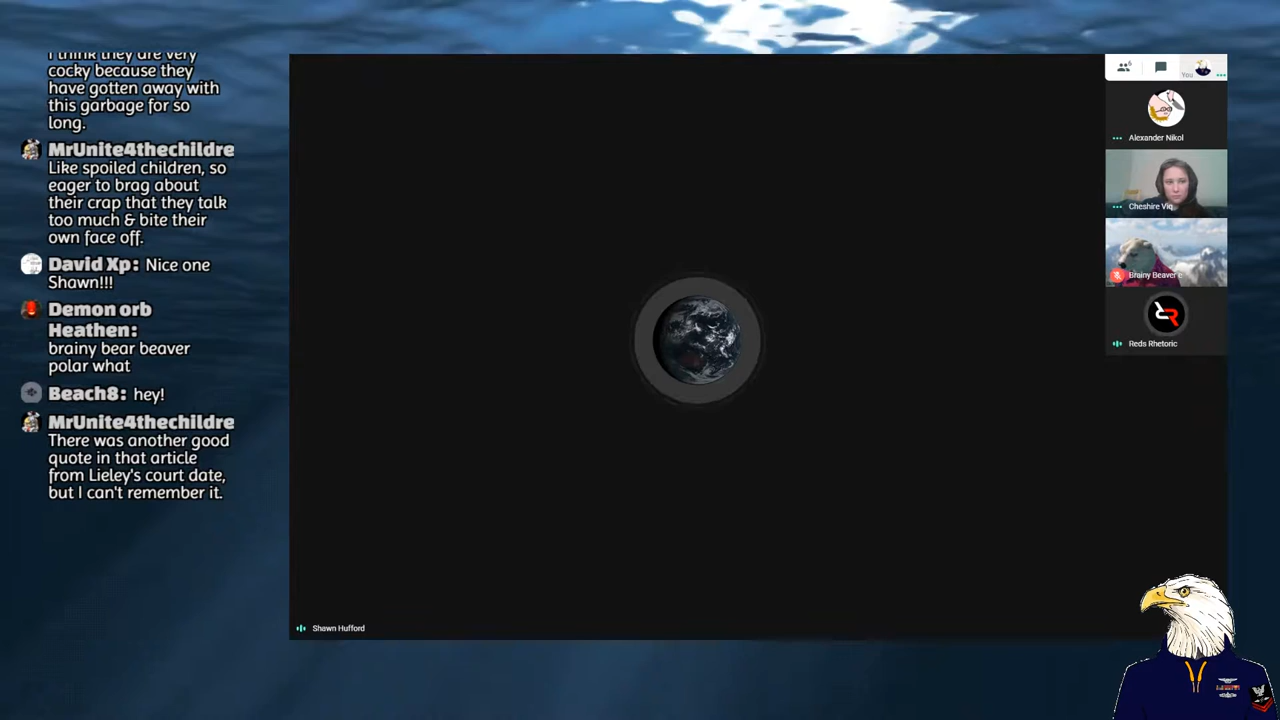 I think they are very
cocky because they
have gotten away with
this garbage for so
long.
MrUnite4thechildre
Like spoiled children, so
eager to brag about
their crap that they talk
too much & bite their
own face off.
David Xp: Nice one
Shawn!!!
Demon orb
Heathen:
brainy bear beaver
polar what
Beach8: hey!
MrUnite4thechildre
There was another good
quote in that article
from Lieley's court date,
but I can't remember it.
You
Alexander Nikol
Cheshire Viq
Brainy Beaver
Reds Rhetoric
Shawn Hufford